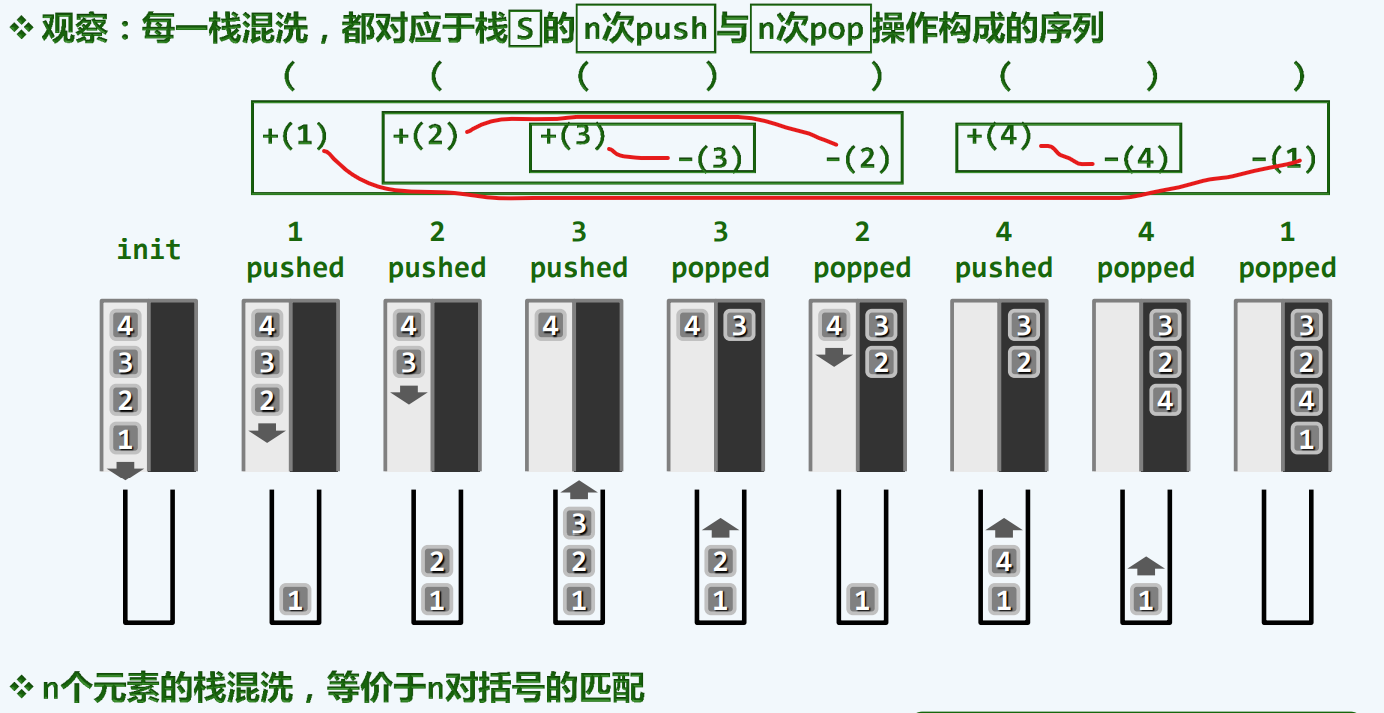 ❖ 观察：每一栈混洗，都对应于栈 S 的 n次push 与 n次pop 操作构成的序列
( ( ( ) ) ( ) )
+(1) +(2) +(3) -(3) -(2) +(4) -(4) -(1)
init 1 pushed 2 pushed 3 pushed 3 popped 2 popped 4 pushed 4 popped 1 popped
4 4 4 4 4 3 4 3 3 3 3
3 3 3 2 2 2 2
2 2 4 4
1 1
3
2 2 2 4
1 1 1 1 1 1 1
❖ n个元素的栈混洗，等价于n对括号的匹配